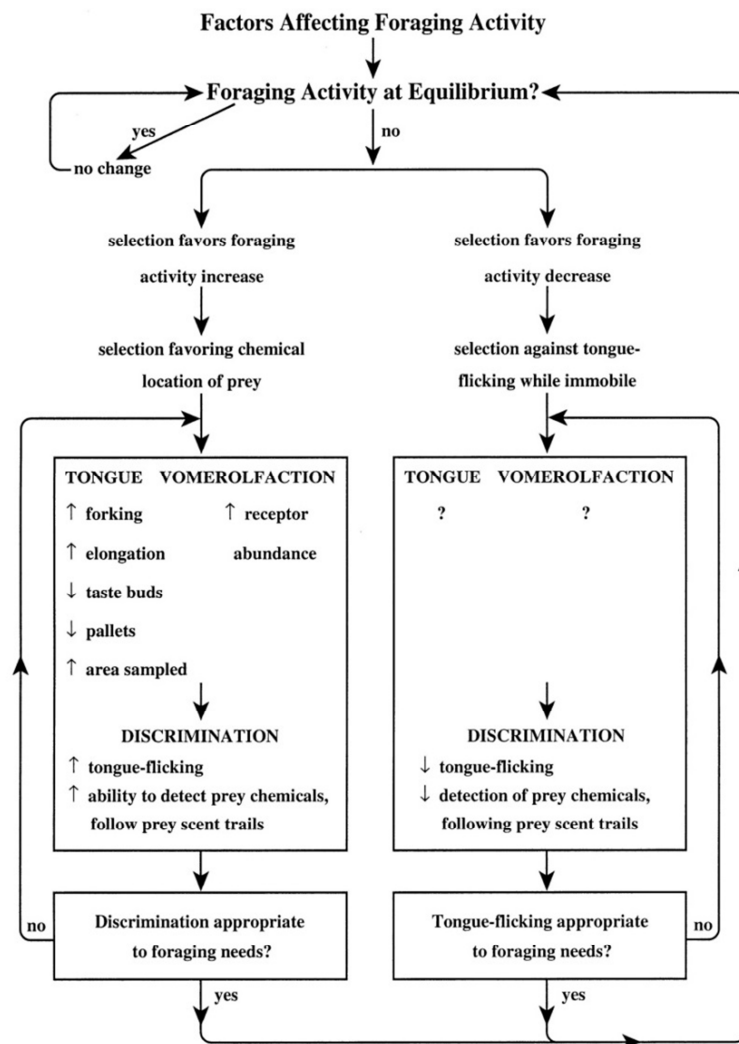 Factors Affecting Foraging Activity
Foraging Activity at Equilibrium?
yes
no
no change
selection favors foraging
activity increase
selection favoring chemical
location of prey
selection favors foraging
activity decrease
selection against tongue-
flicking while immobile
TONGUE VOMEROLFACTION
↑ forking ↑ receptor
↑ elongation abundance
↓ taste buds
↓ pallets
↑ area sampled
DISCRIMINATION
↑ tongue-flicking
↑ ability to detect prey chemicals,
follow prey scent trails
TONGUE VOMEROLFACTION
? ?
DISCRIMINATION
↓ tongue-flicking
↓ detection of prey chemicals,
following prey scent trails
no
Discrimination appropriate
to foraging needs?
yes
Tongue-flicking appropriate
to foraging needs?
no
yes